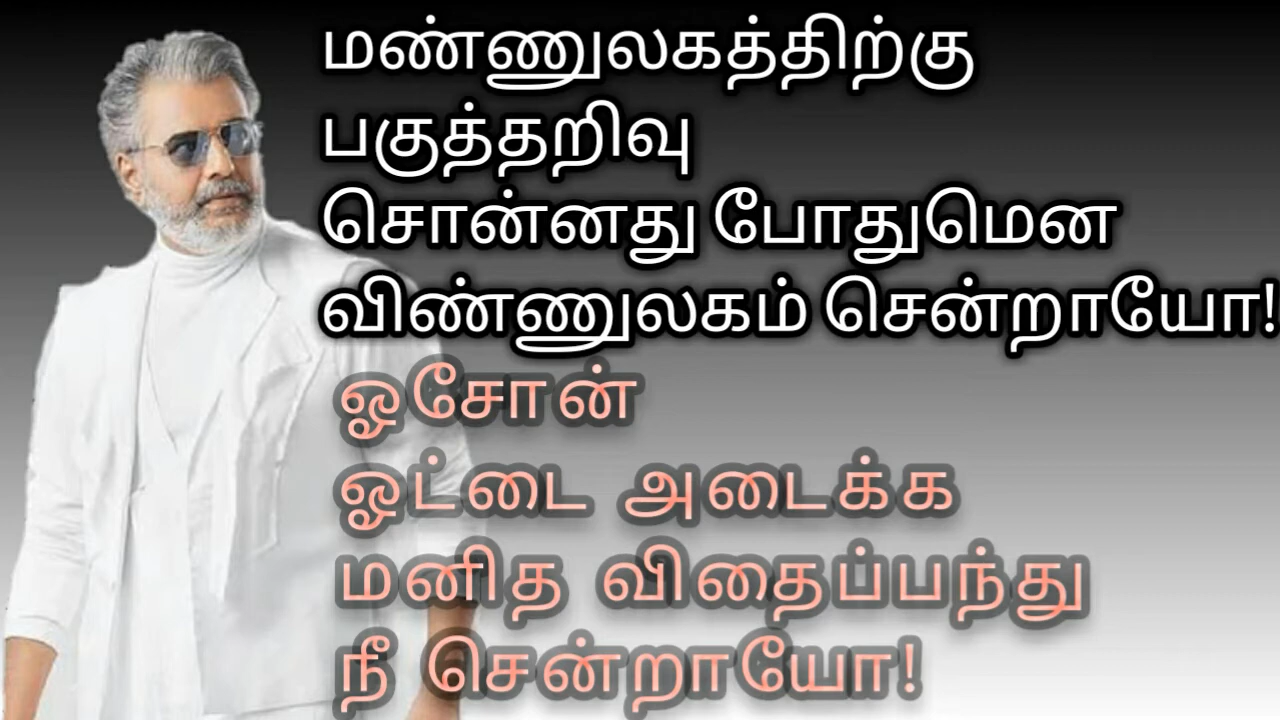 மண்ணுலகத்திற்கு
பகுத்தறிவு
சொன்னது போதுமென
விண்ணுலகம் சென்றாயோ!
ஓசோன்
ஓட்டை அடைக்க
மனித விதைப்பந்து
நீ சென்றாயோ!